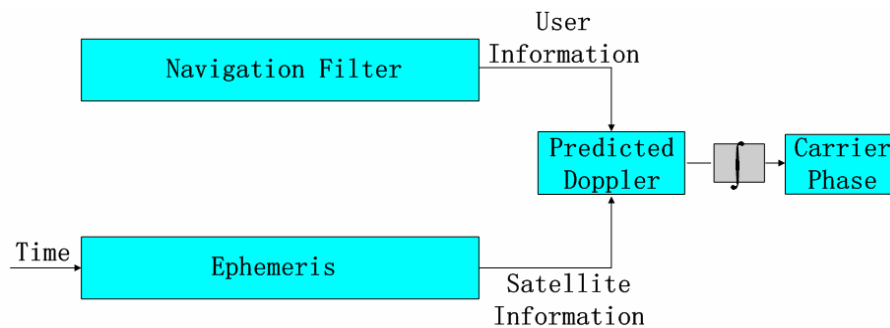 User
Information
Navigation Filter
Predicted
Doppler
∫
Carrier
Phase
Time
Ephemeris
Satellite
Information